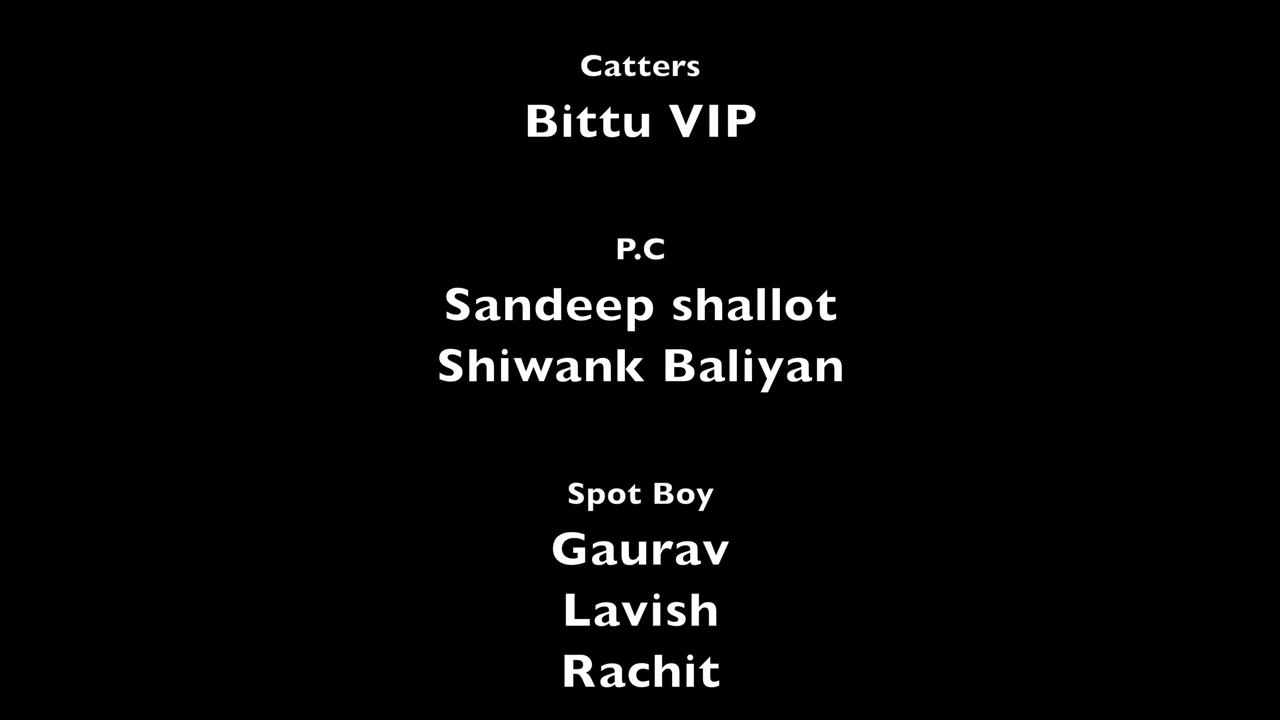 Catters
Bittu VIP
P.C
Sandeep shallot
Shiwank Baliyan
Spot Boy
Gaurav
Lavish
Rachit